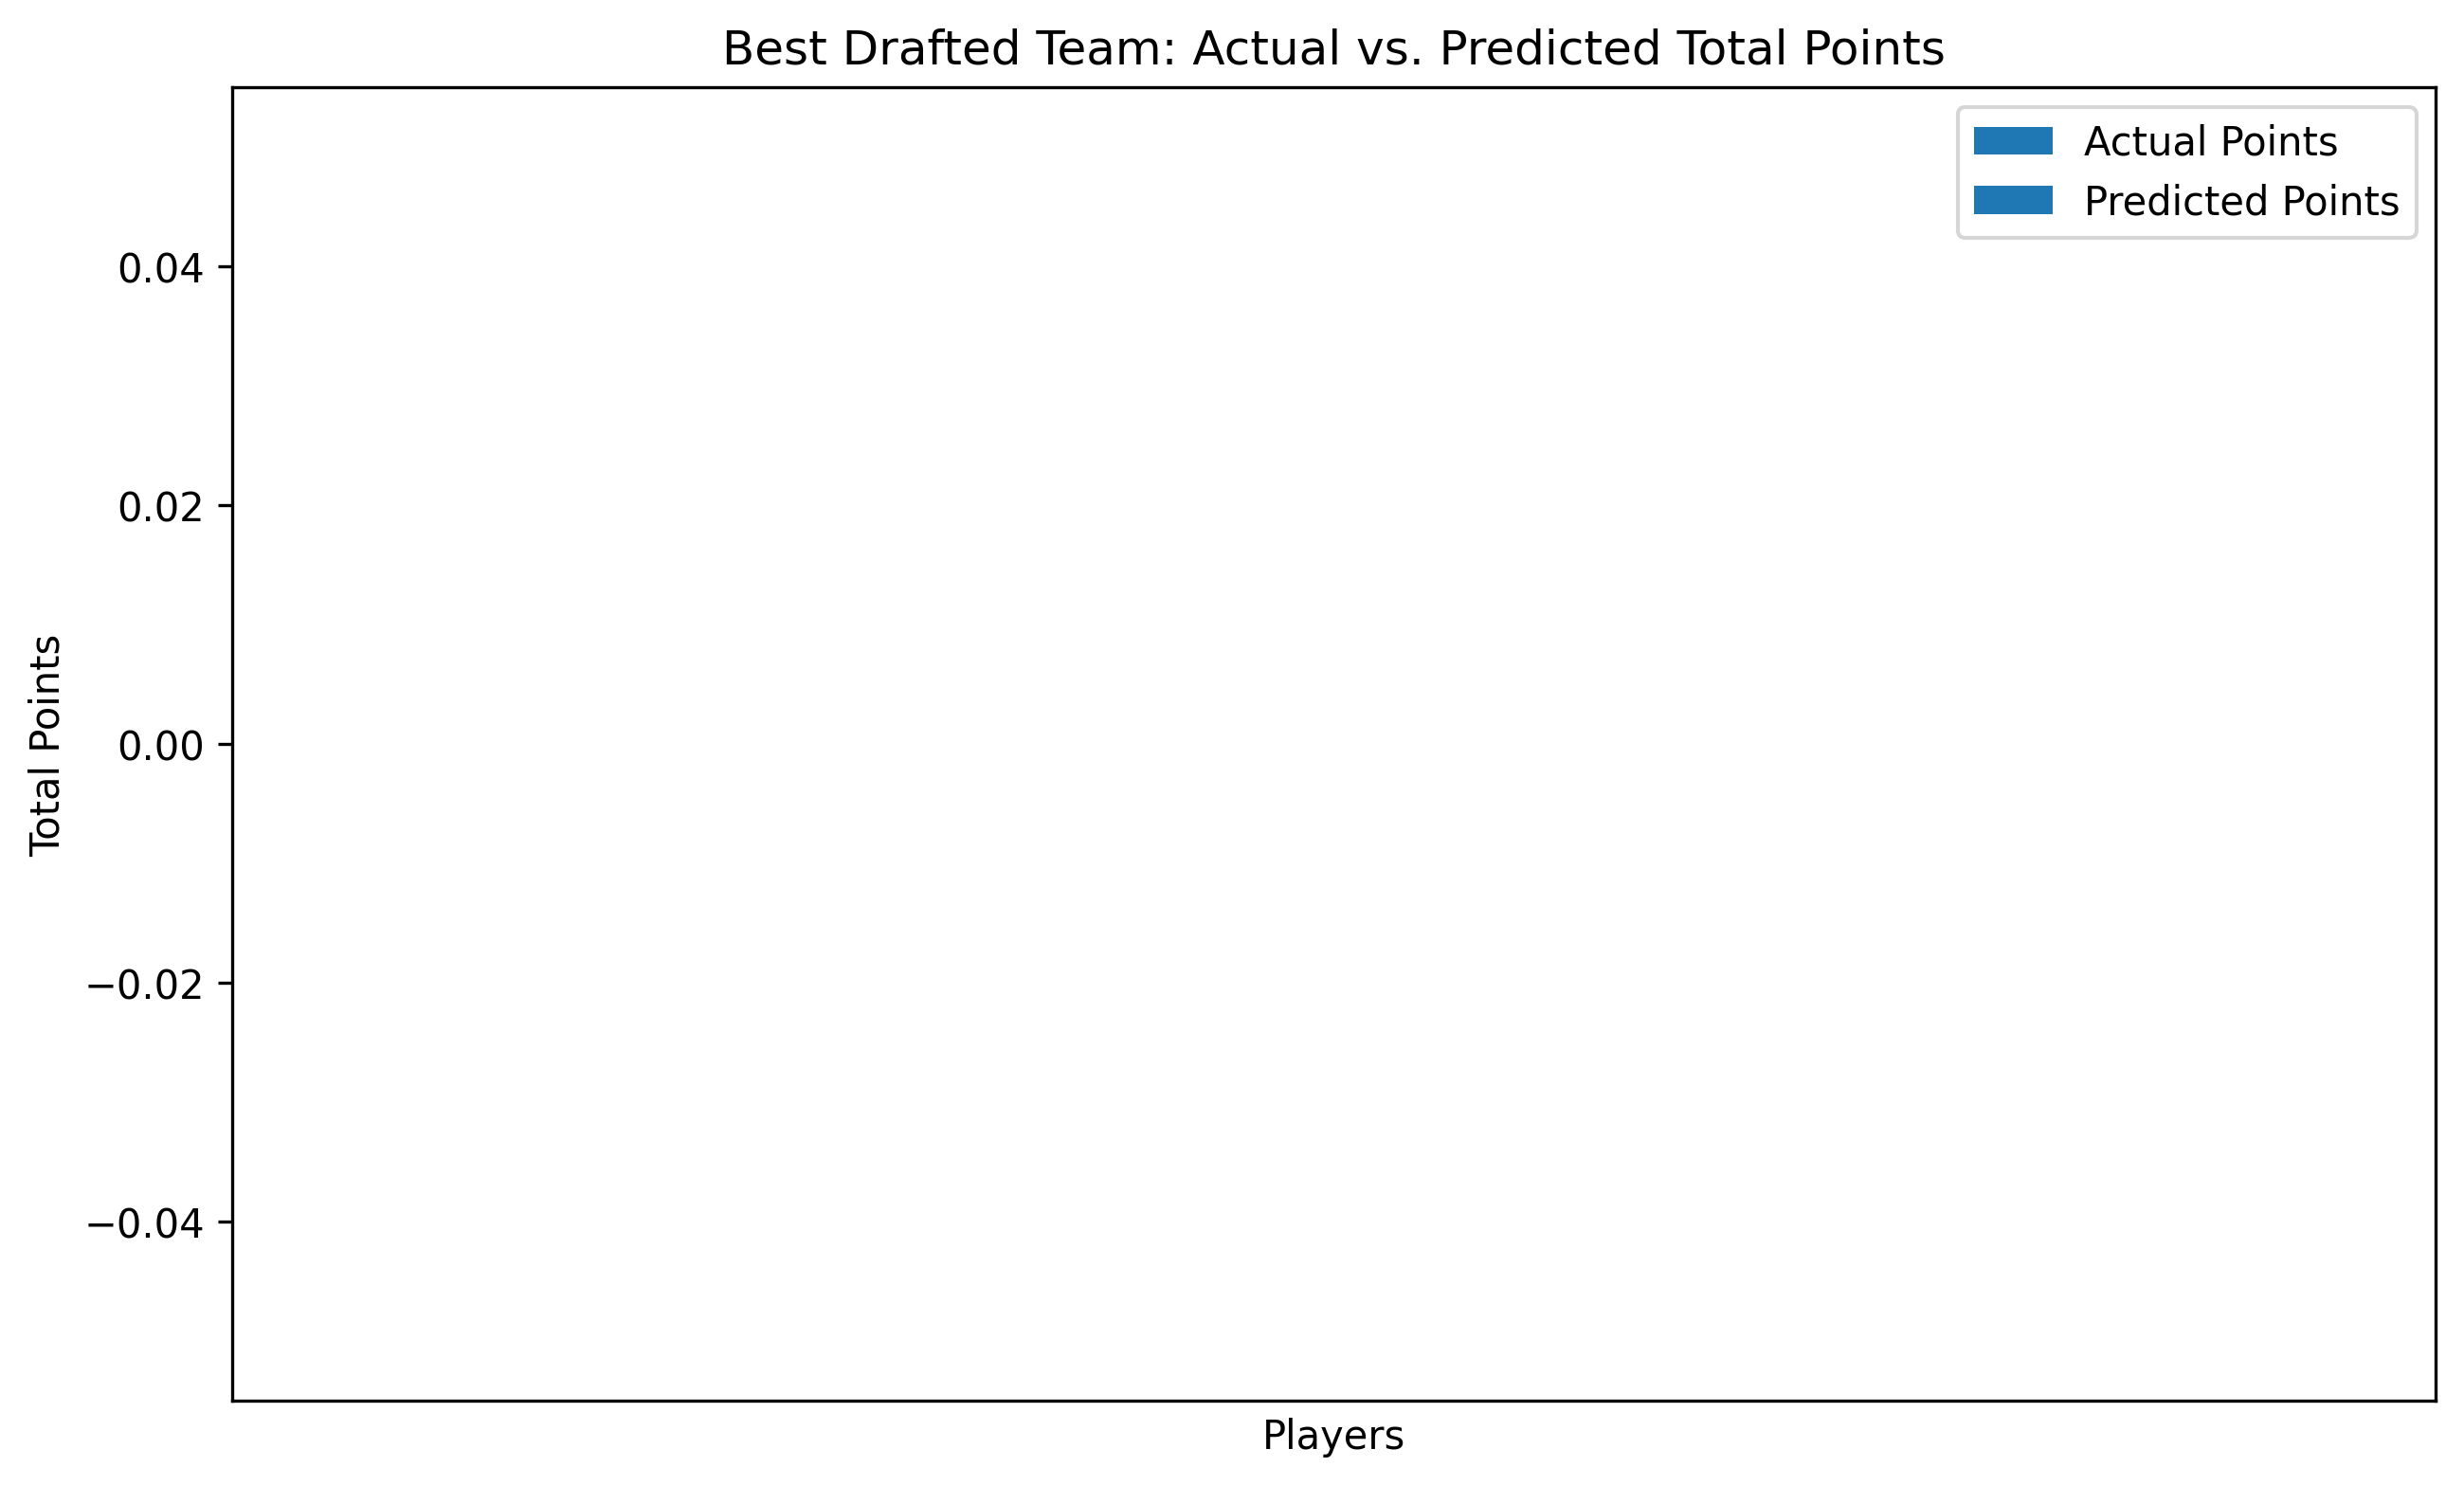 Best Drafted Team: Actual vs. Predicted Total Points
Actual Points
Predicted Points
0.04
0.02
0.00
−0.02
−0.04
Total Points
Players